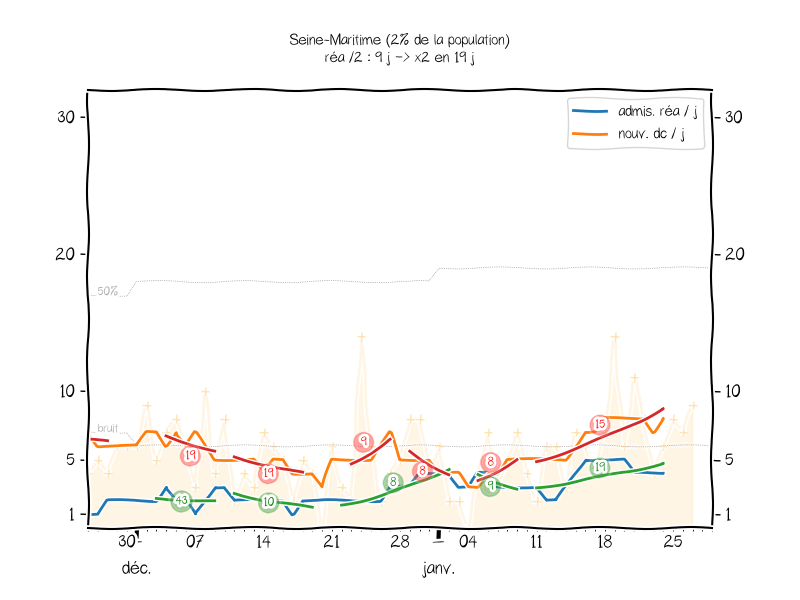 Seine-Maritime (2% de la population)
réa /2 : 9 j -> x2 en 19 j
admis. réa / j
nouv. dc / j
30 30
20 20
50%
10 10
bruit
5 5
1 1
19 19 9 8 8 15
43 10 8 9 19
30 07 14 21 28 04 11 18 25
déc. janv.